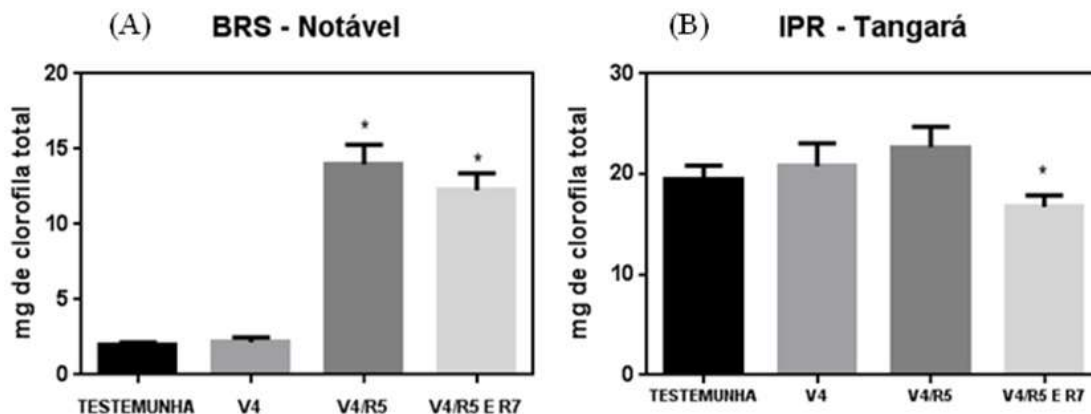 (A) BRS - Notável
mg de clorofila total
20
15
10
5
0
*
*
TESTEMUNHA V4 V4/R5 V4/R5 E R7
(B) IPR - Tangará
mg de clorofila total
30
20
10
0
*
TESTEMUNHA V4 V4/R5 V4/R5 E R7